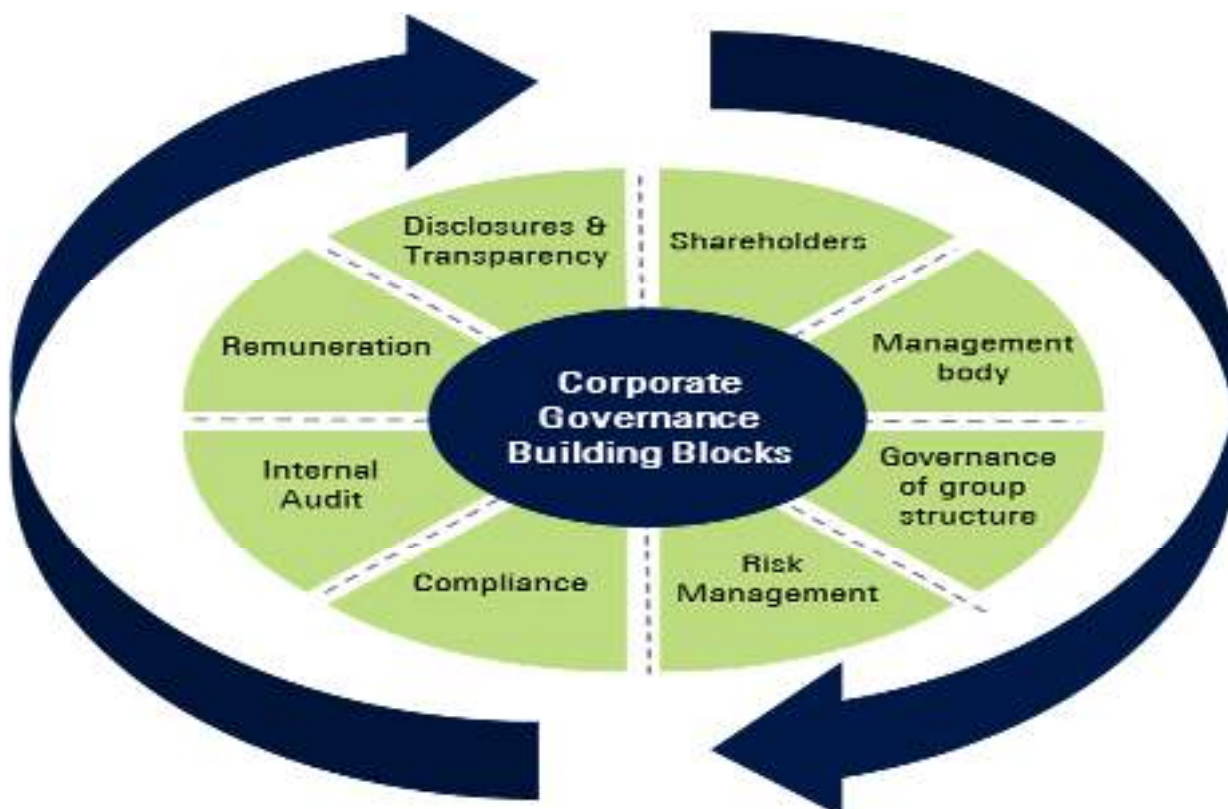 Disclosures &
Transparency
Shareholders
Remuneration
Management
body
Corporate
Governance
Building Blocks
Internal
Audit
Governance
of group
structure
Compliance
Risk
Management